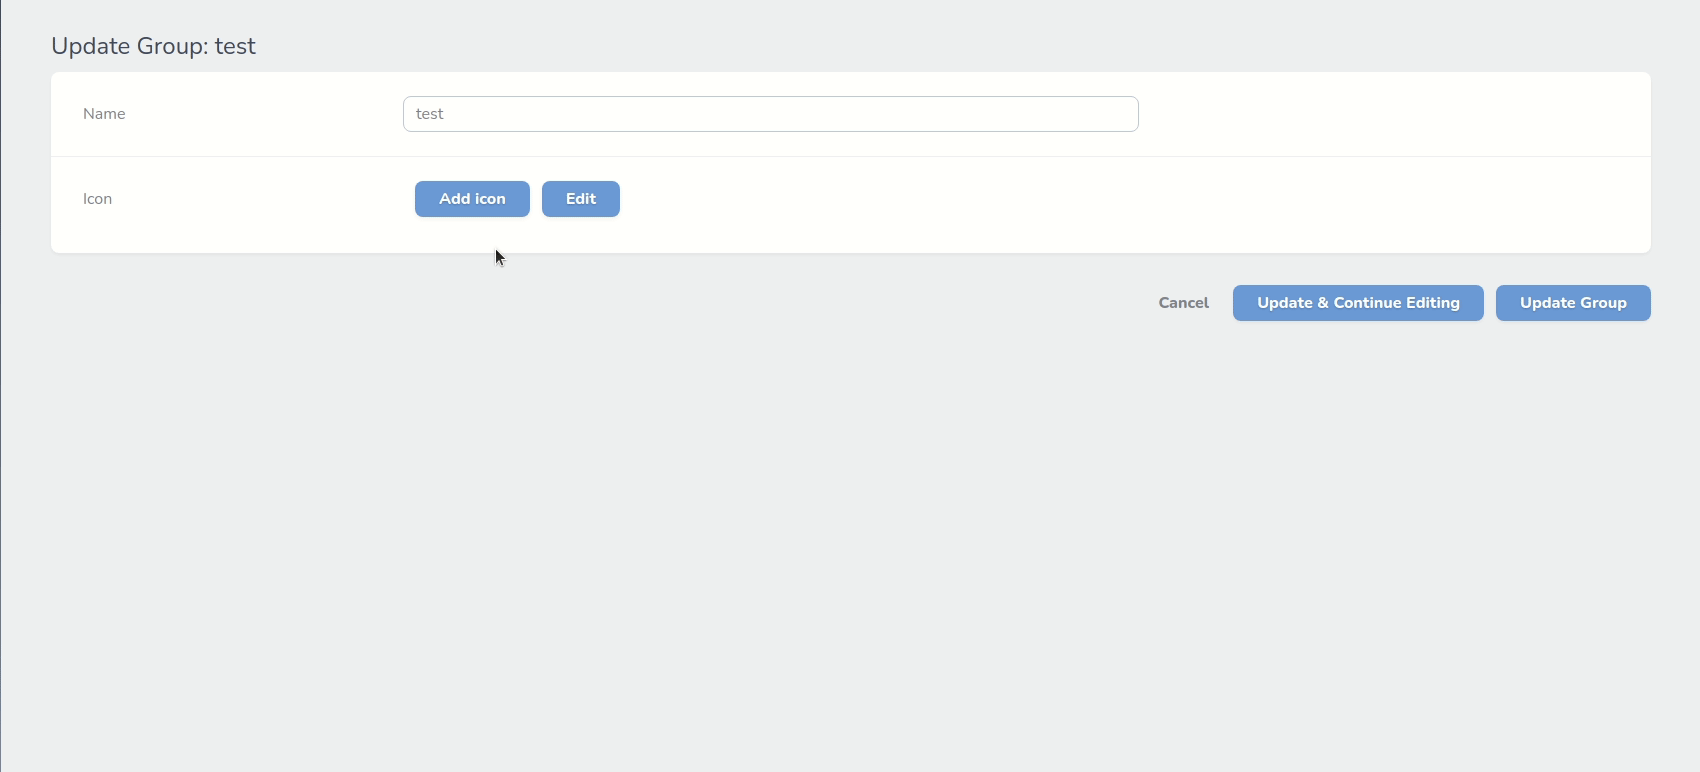 Update Group: test
Name
test
Icon
Add icon
Edit
Cancel
Update & Continue Editing
Update Group